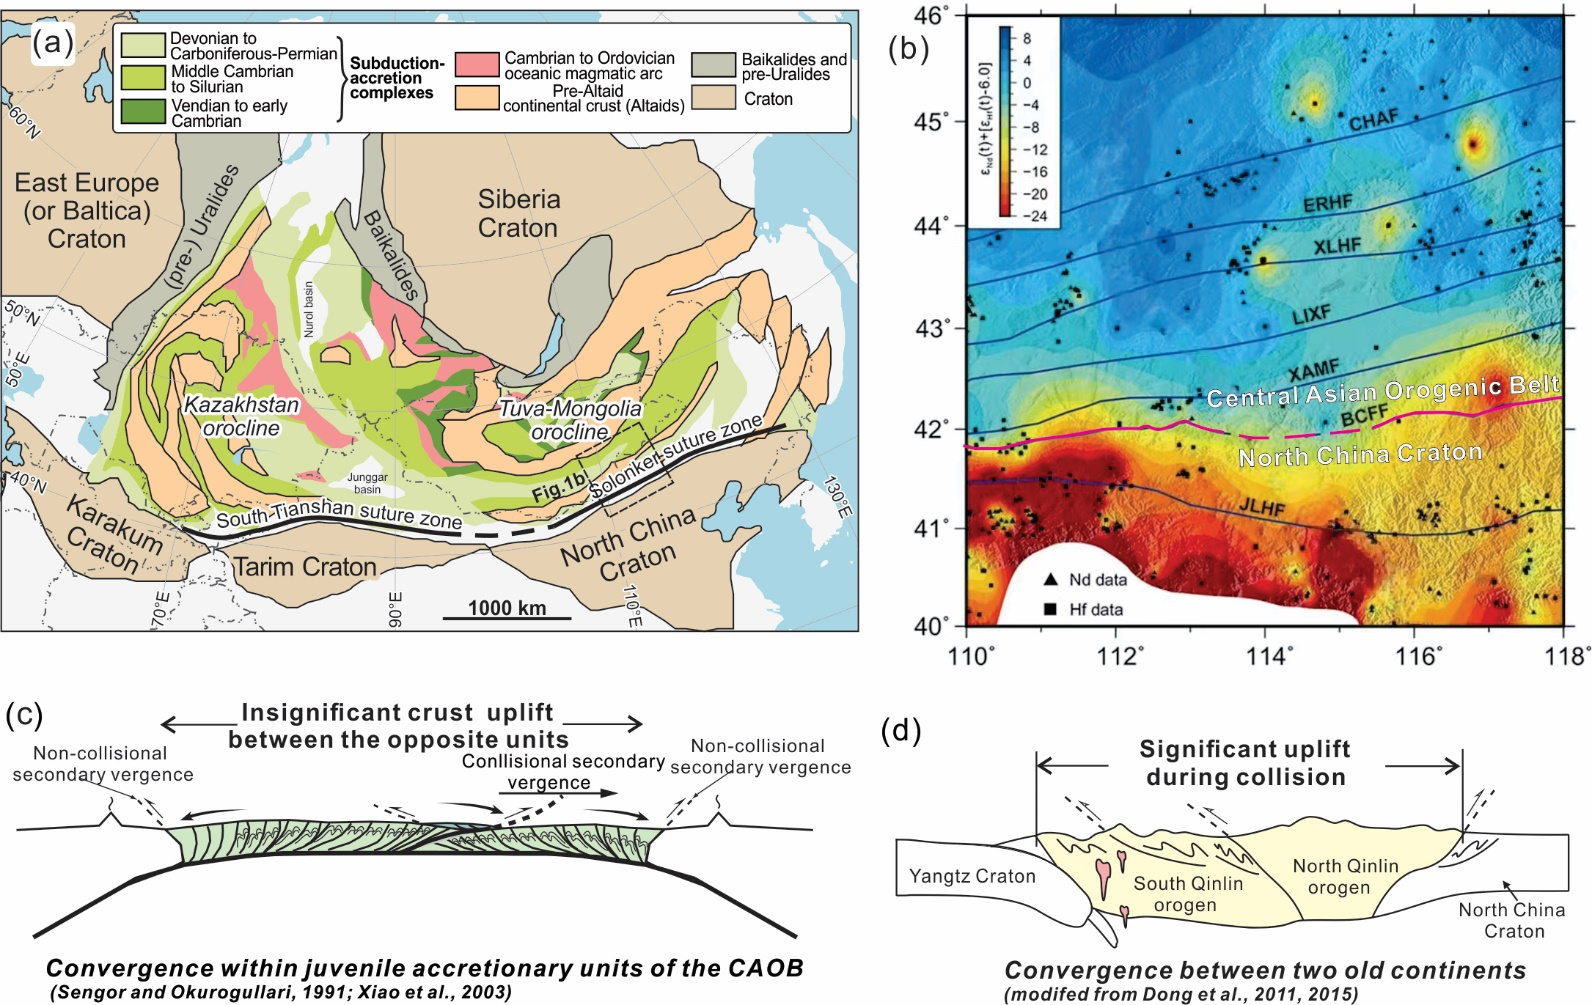 (a)
Devonian to
Carboniferous-Permian
Middle Cambrian
to Silurian
Vendian to early
Cambrian
Subduction-
accretion
complexes
Cambrian to Ordovician
oceanic magmatic arc
Pre-Altaid
continental crust (Altaids)
Baikalides and
pre-Uralides
Craton
60°N
East Europe
(or Baltica)
Craton
(pre-) Uralides
Baikalides
Siberia
Craton
50°N
50°E
Nurol basin
Kazakhstan
orocline
Tuva-Mongolia
orocline
Junggar
basin
Fig.1b
Solonker suture zone
South Tianshan suture zone
40°N
Karakum
Craton
Tarim Craton
North China
Craton
130°E
70°E
90°E
110°E
1000 km
(b)
46°
45°
44°
43°
42°
41°
40°
110°
112°
114°
116°
118°
8
4
0
−4
−8
−12
−16
−20
−24
εNd(t)+[εHf(t)-6.0]
CHAF
ERHF
XLHF
LIXF
XAMF
Central Asian Orogenic Belt
BCFF
North China Craton
JLHF
Nd data
Hf data
(c)
Insignificant crust uplift
between the opposite units
Non-collisional
secondary vergence
Conllisional secondary
vergence
Non-collisional
secondary vergence
Convergence within juvenile accretionary units of the CAOB
(Sengor and Okurogullari, 1991; Xiao et al., 2003)
(d)
Significant uplift
during collision
Yangtz Craton
South Qinlin
orogen
North Qinlin
orogen
North China
Craton
Convergence between two old continents
(modifed from Dong et al., 2011, 2015)